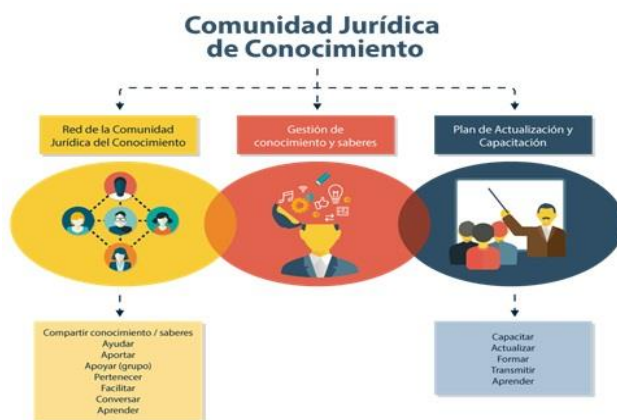 Comunidad Jurídica
de Conocimiento
Red de la Comunidad
Jurídica del Conocimiento
Gestión de
conocimiento y saberes
Plan de Actualización y
Capacitación
Compartir conocimiento / saberes
Ayudar
Aportar
Apoyar (grupo)
Pertenecer
Facilitar
Conversar
Aprender
Capacitar
Actualizar
Formar
Transmitir
Aprender